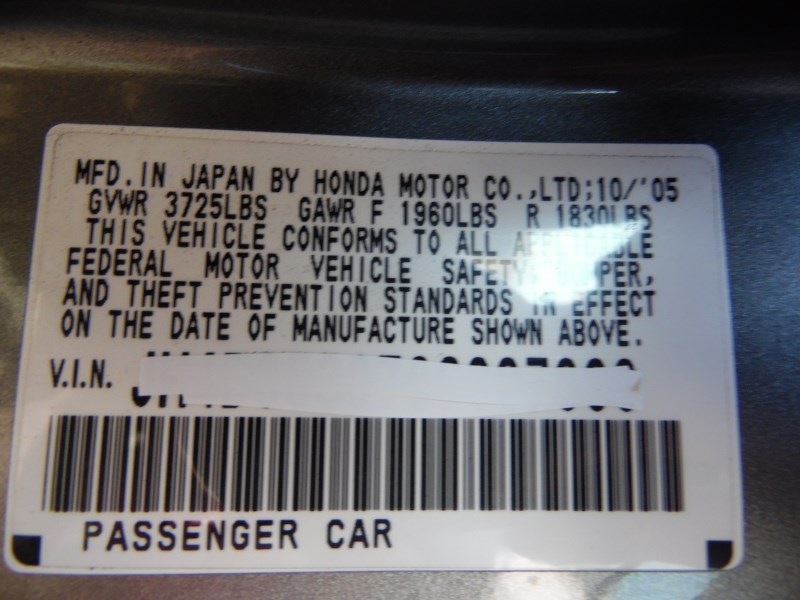 MFD. IN JAPAN BY HONDA MOTOR CO.,LTD;10/'05
GVWR 3725LBS GAWR F 1960LBS R 1830LBS
THIS VEHICLE CONFORMS TO ALL
FEDERAL MOTOR VEHICLE SAFETY
AND THEFT PREVENTION STANDARDS IN EFFECT
ON THE DATE OF MANUFACTURE SHOWN ABOVE.
V.I.N.
PASSENGER CAR